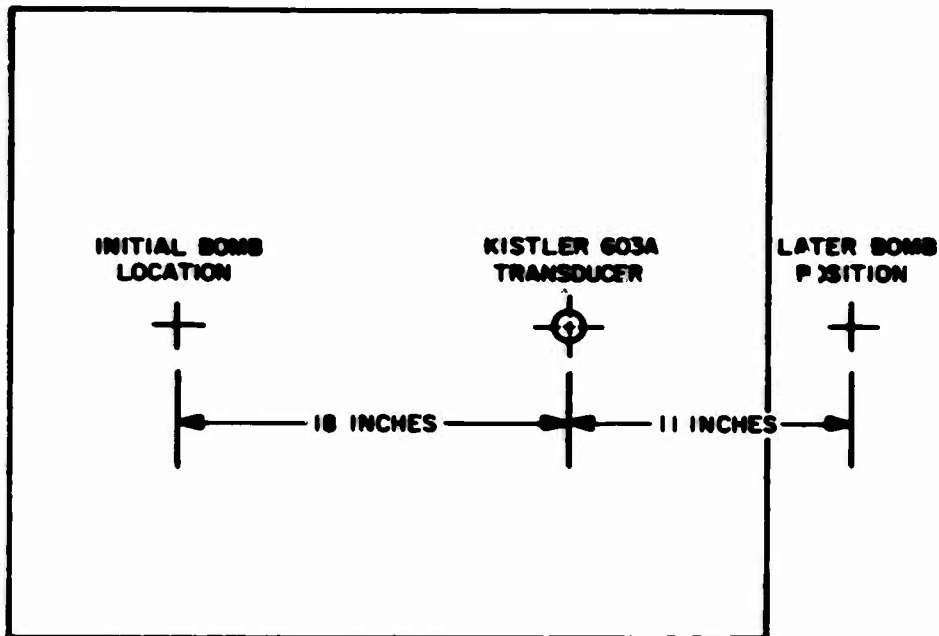 INITIAL BOMB
LOCATION
KISTLER 603A
TRANSDUCER
LATER BOMB
POSITION
18 INCHES
11 INCHES